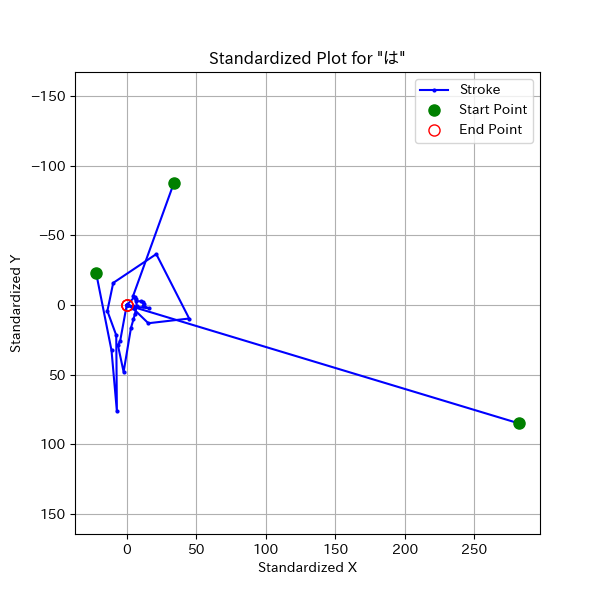 Standardized Plot for "は"
Stroke
Start Point
End Point
Standardized Y
−150
−100
−50
0
50
100
150
0 50 100 150 200 250
Standardized X